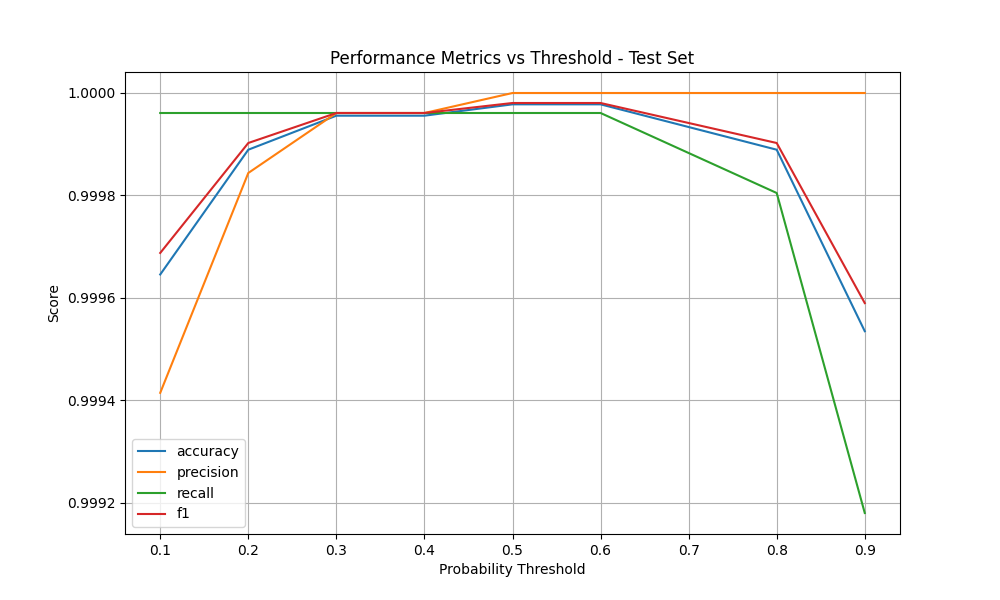 Performance Metrics vs Threshold - Test Set
1.0000
0.9998
0.9996
0.9994
0.9992
Score
accuracy
precision
recall
f1
0.1 0.2 0.3 0.4 0.5 0.6 0.7 0.8 0.9
Probability Threshold